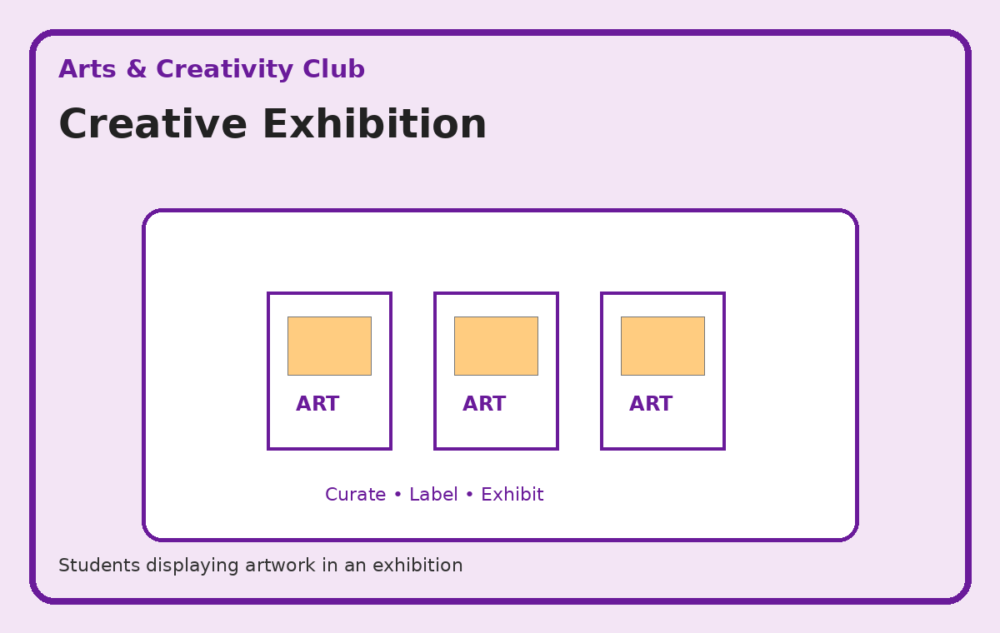 Arts & Creativity Club
Creative Exhibition
ART ART ART
Curate • Label • Exhibit
Students displaying artwork in an exhibition